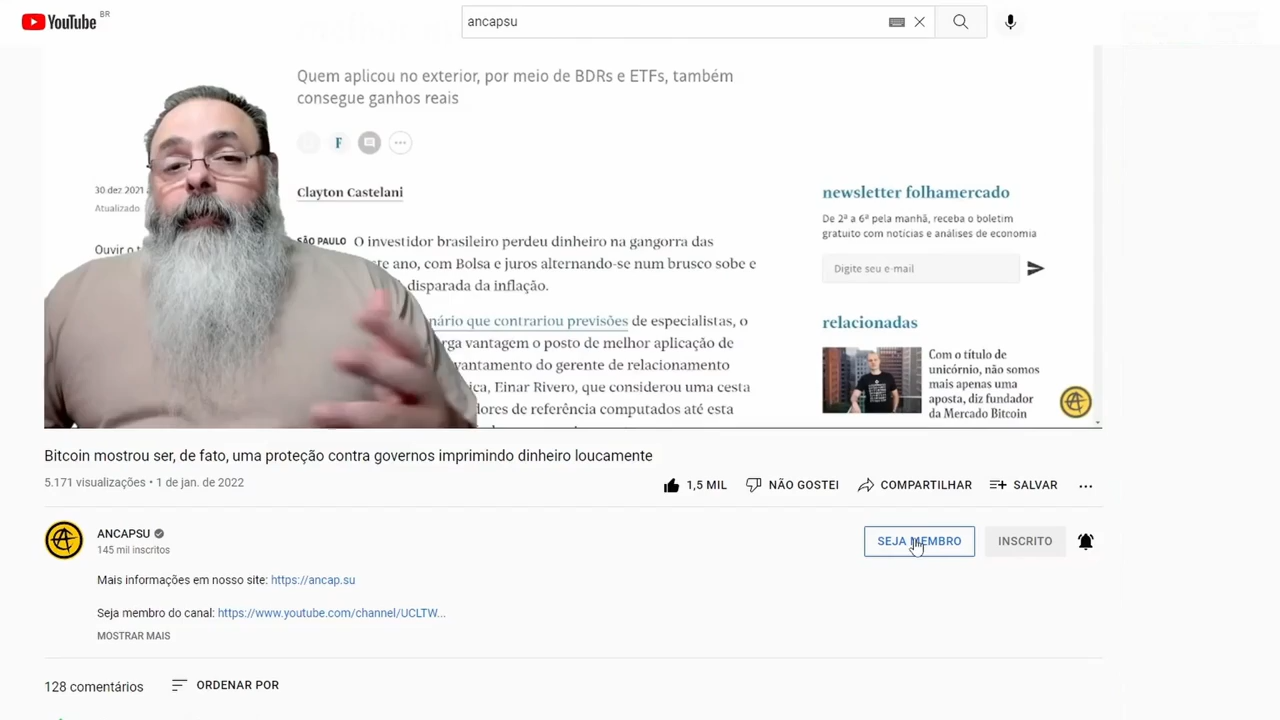 YouTube BR
ancapsu
Quem aplicou no exterior, por meio de BDRs e ETFs, também
consegue ganhos reais
F
30 dez 2021
Atualizado
Clayton Castelani
newsletter folhamercado
De 2ª a 6ª pela manhã, receba o boletim
gratuito com notícias e análises de economia
Digite seu e-mail
Ouvir o
SÃO PAULO O investidor brasileiro perdeu dinheiro na gangorra das
ste ano, com Bolsa e juros alternando-se num brusco sobe e
disparada da inflação.
nário que contrariou previsões de especialistas, o
rga vantagem o posto de melhor aplicação de
vantamento do gerente de relacionamento
ica, Einar Rivero, que considerou uma cesta
dores de referência computados até esta
relacionadas
Com o título de
unicórnio, não somos
mais apenas uma
aposta, diz fundador
da Mercado Bitcoin
Bitcoin mostrou ser, de fato, uma proteção contra governos imprimindo dinheiro loucamente
5.171 visualizações • 1 de jan. de 2022
1,5 MIL NÃO GOSTEI COMPARTILHAR SALVAR
ANCAPSU
145 mil inscritos
SEJA MEMBRO INSCRITO
Mais informações em nosso site: https://ancap.su
Seja membro do canal: https://www.youtube.com/channel/UCLTW...
MOSTRAR MAIS
128 comentários ORDENAR POR